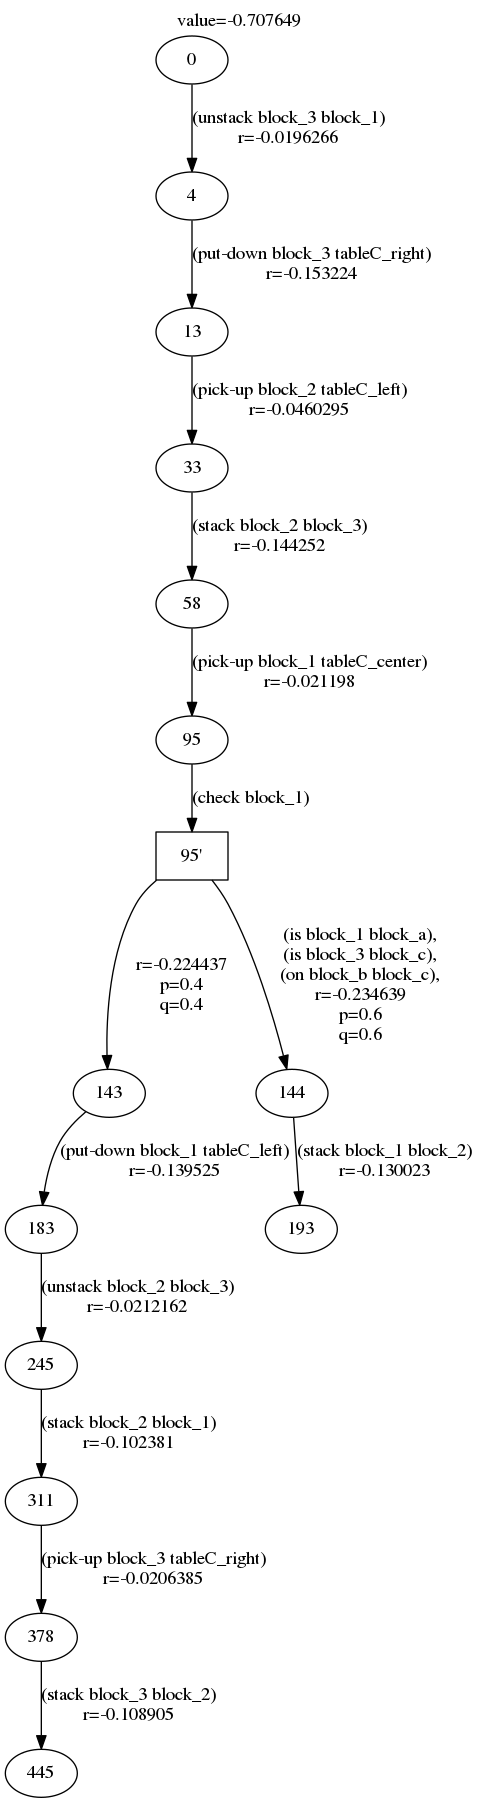 value=-0.707649
0
(unstack block_3 block_1)
r=-0.0196266
4
(put-down block_3 tableC_right)
r=-0.153224
13
(pick-up block_2 tableC_left)
r=-0.0460295
33
(stack block_2 block_3)
r=-0.144252
58
(pick-up block_1 tableC_center)
r=-0.021198
95
(check block_1)
95'
r=-0.224437
p=0.4
q=0.4
(is block_1 block_a),
(is block_3 block_c),
(on block_b block_c),
r=-0.234639
p=0.6
q=0.6
143
144
(put-down block_1 tableC_left)
r=-0.139525
(stack block_1 block_2)
r=-0.130023
183
193
(unstack block_2 block_3)
r=-0.0212162
245
(stack block_2 block_1)
r=-0.102381
311
(pick-up block_3 tableC_right)
r=-0.0206385
378
(stack block_3 block_2)
r=-0.108905
445